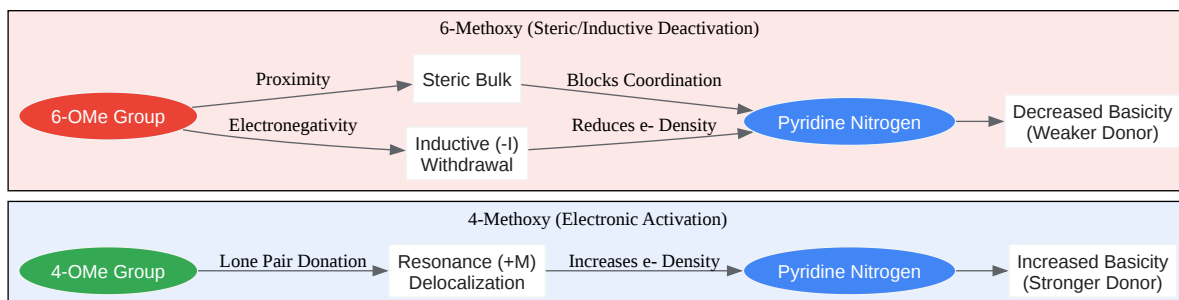 6-Methoxy (Steric/Inductive Deactivation)
Proximity
Steric Bulk
Blocks Coordination
6-OMe Group
Electronegativity
Inductive (-I)
Withdrawal
Reduces e- Density
Pyridine Nitrogen
Decreased Basicity
(Weaker Donor)
4-Methoxy (Electronic Activation)
4-OMe Group
Lone Pair Donation
Resonance (+M)
Delocalization
Increases e- Density
Pyridine Nitrogen
Increased Basicity
(Stronger Donor)